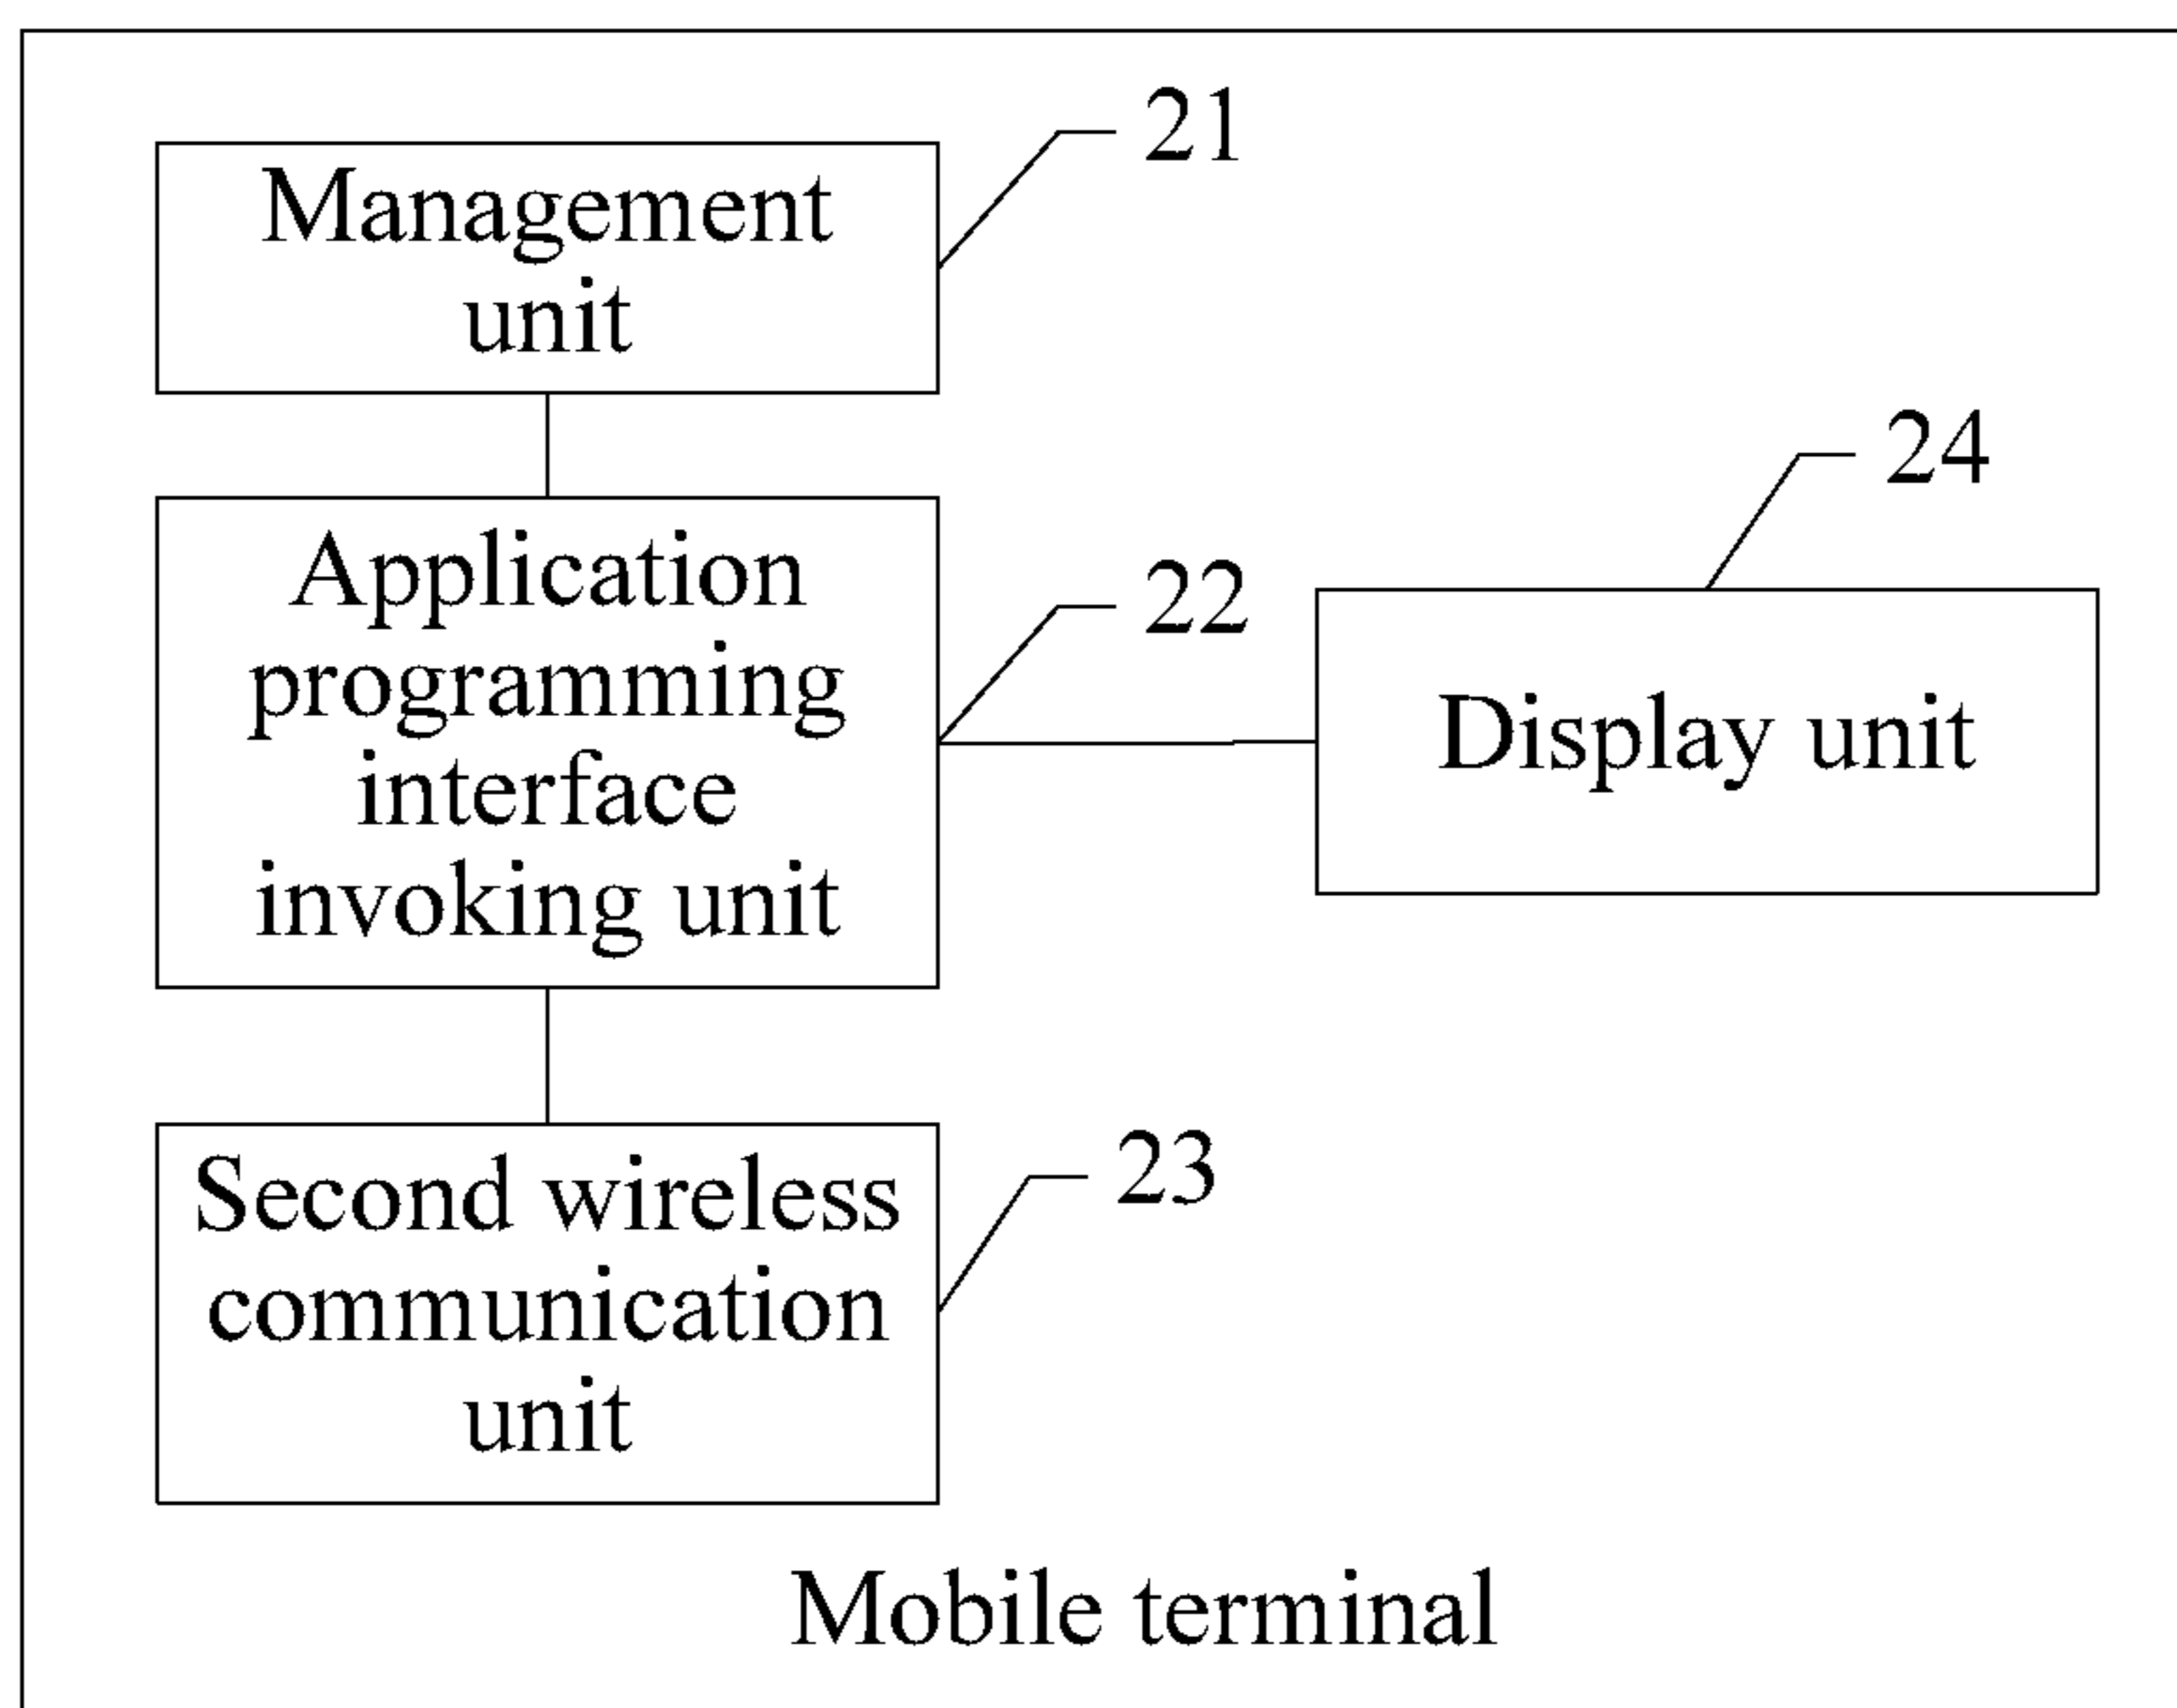 21
Management
unit
24
Application
programming
interface
invoking unit
22
Display unit
Second wireless
communication
unit
23
Mobile terminal